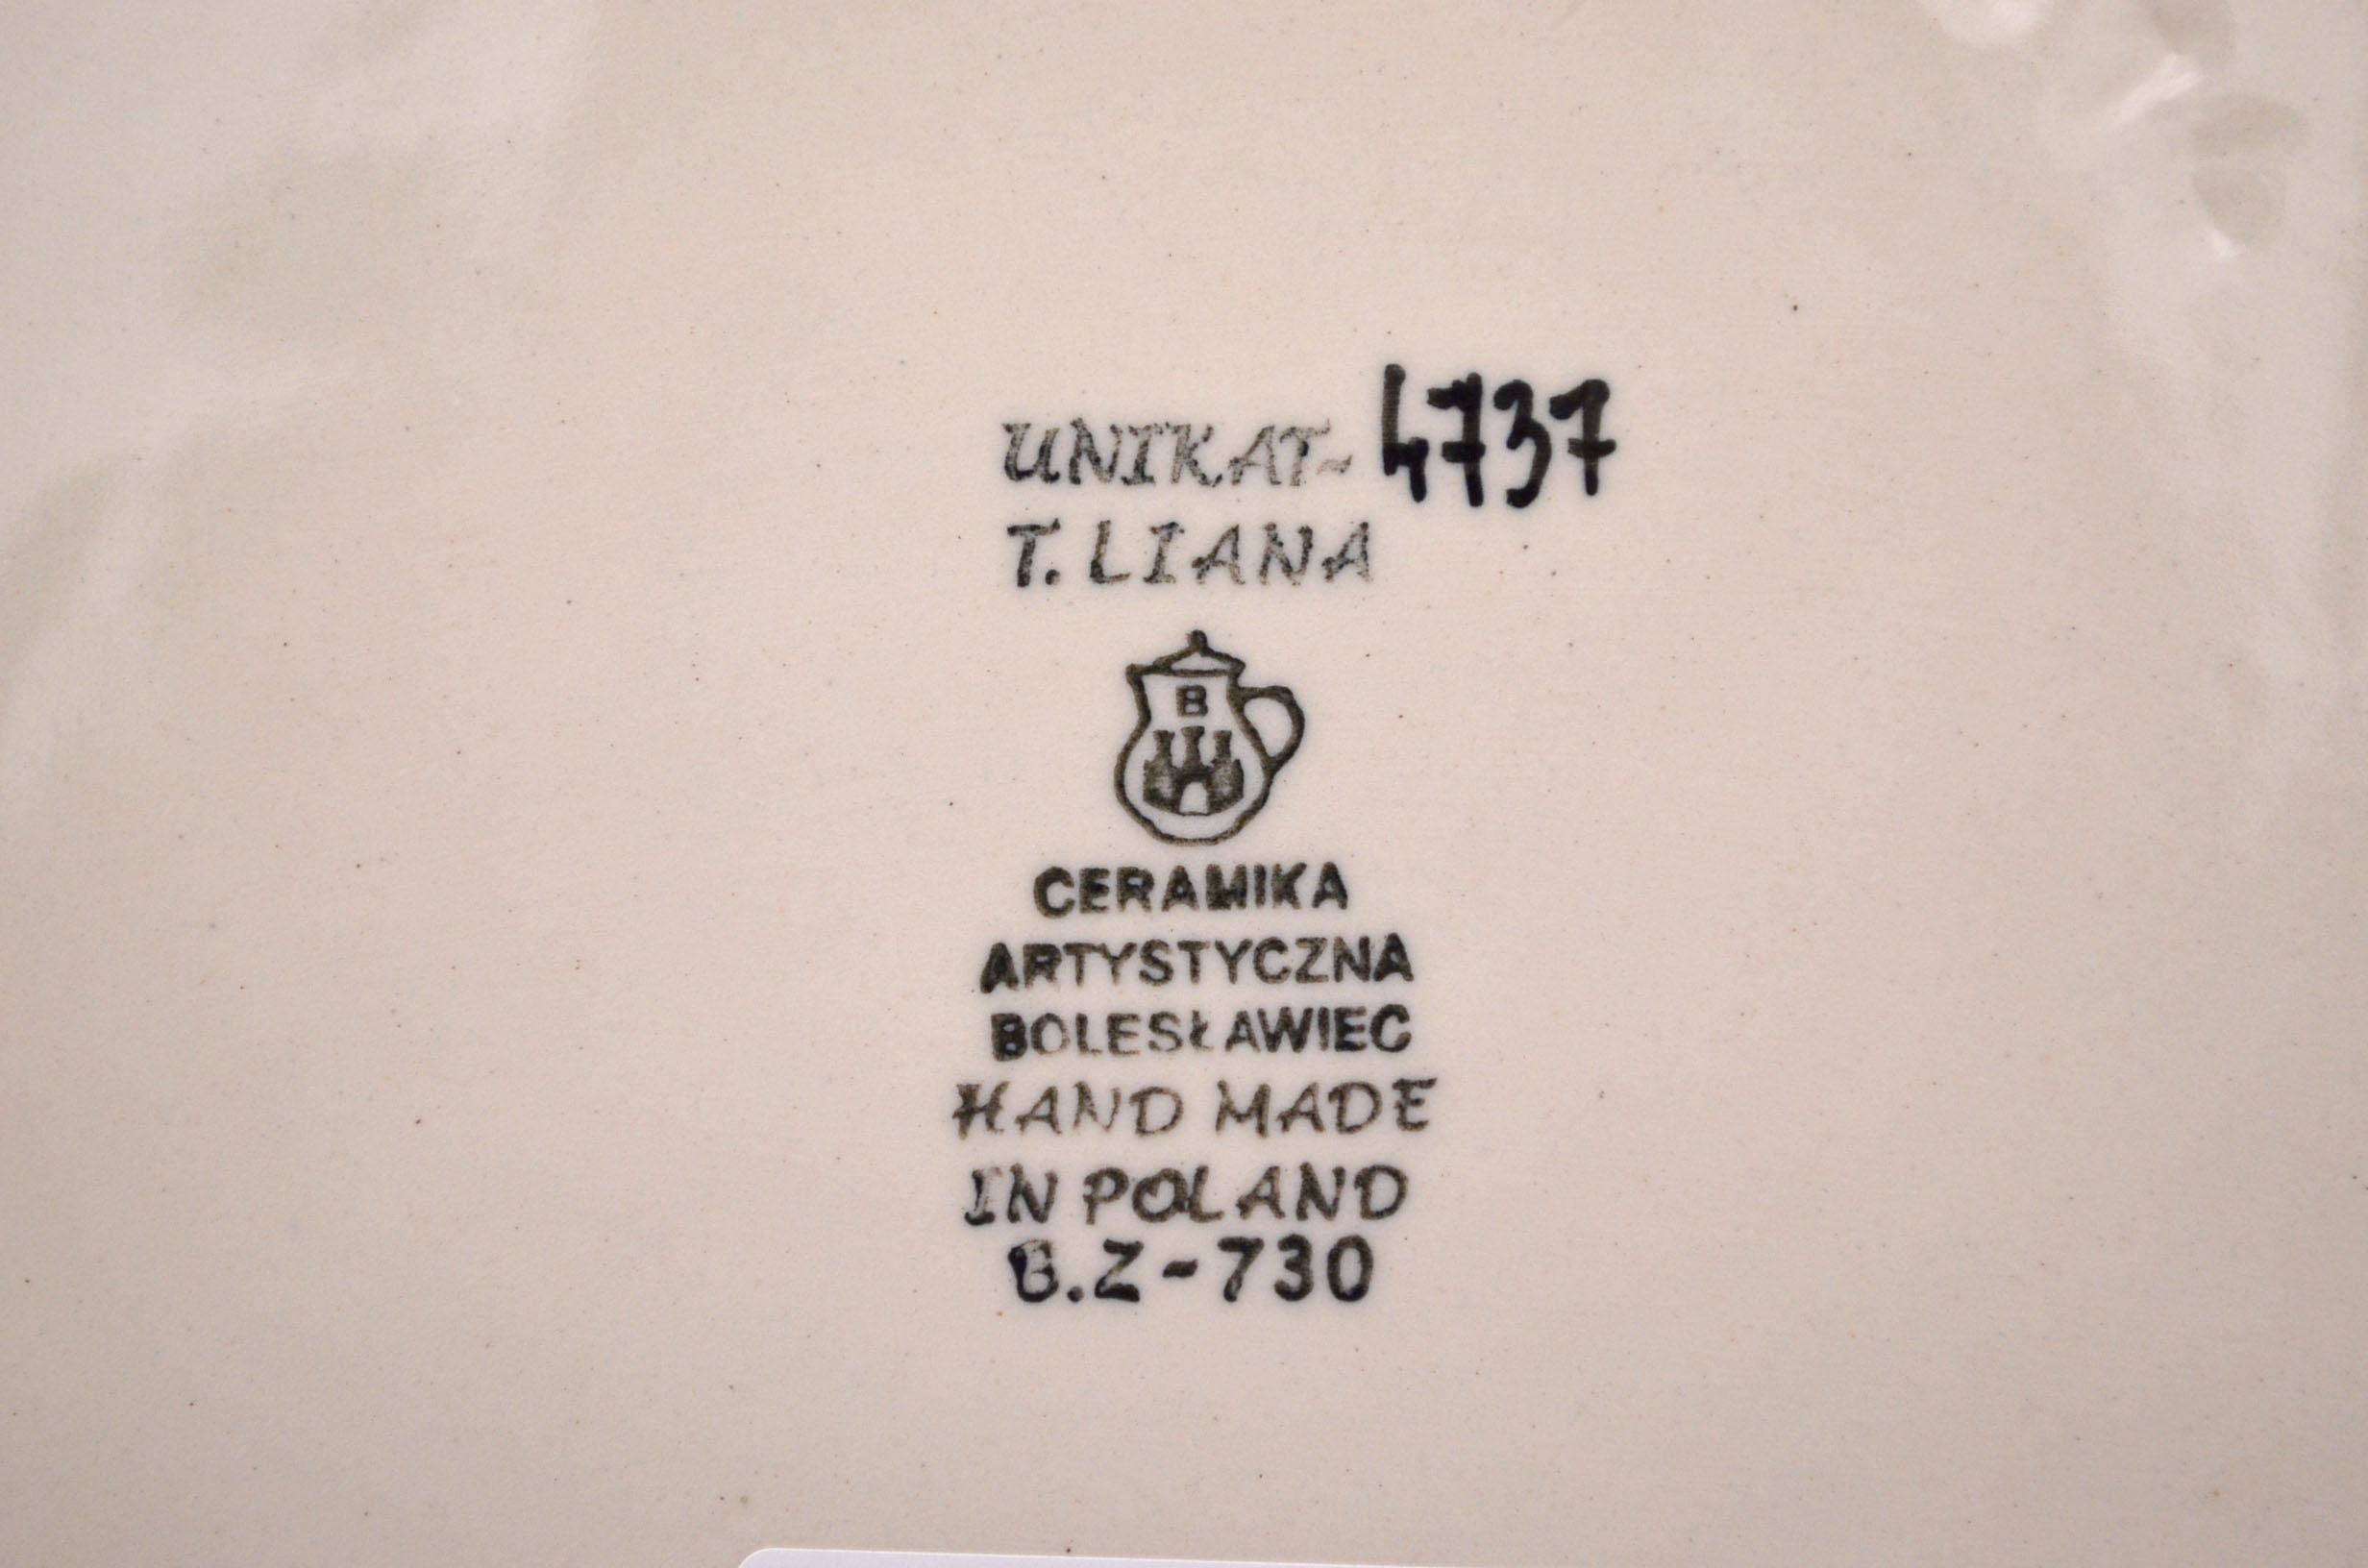 UNIKAT- 4737
T. LIANA
B
CERAMIKA
ARTYSTYCZNA
BOLESŁAWIEC
HAND MADE
IN POLAND
B.Z-730